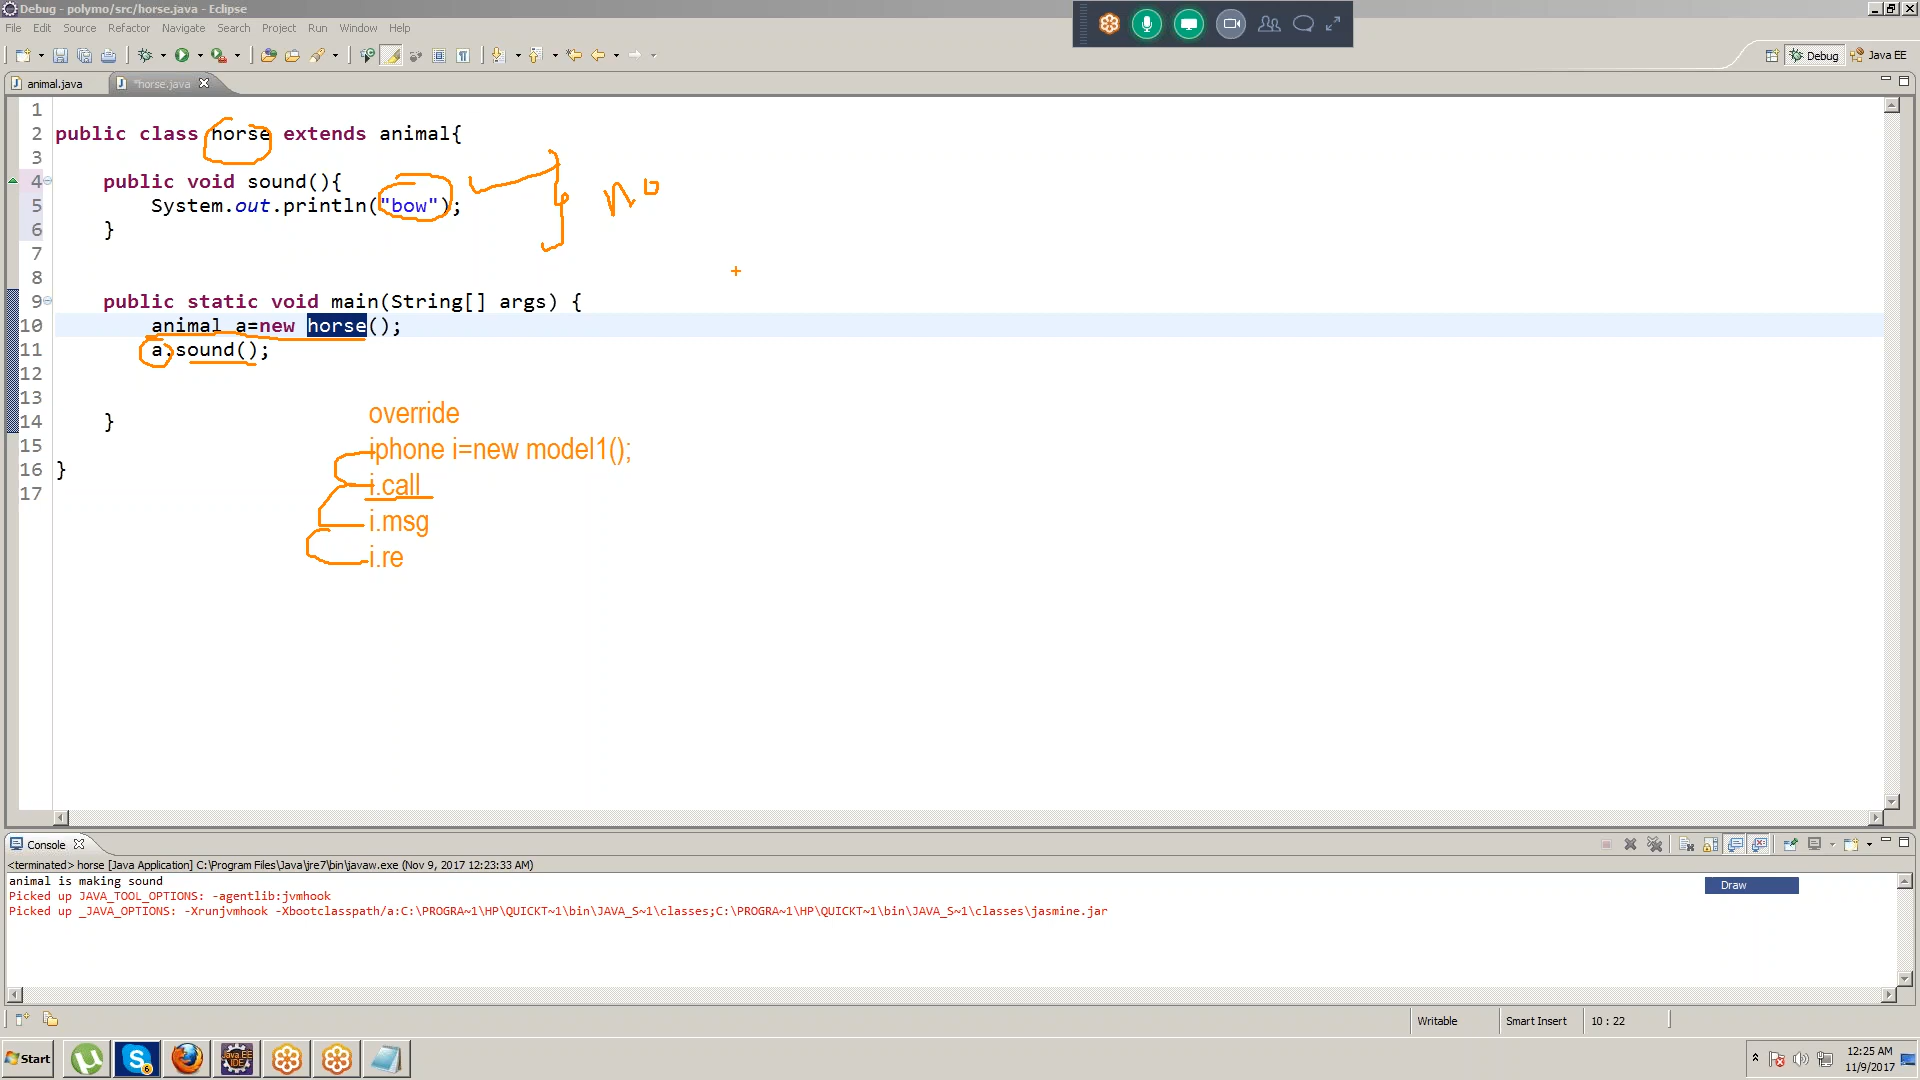 Debug - polymo/src/horse.java - Eclipse
File Edit Source Refactor Navigate Search Project Run Window Help
Debug Java EE
animal.java *horse.java
1
2 public class horse extends animal{
3
4 public void sound(){
5 System.out.println("bow");
6 }
7
8
9 public static void main(String[] args) {
10 animal a=new horse();
11 a.sound();
12
13
14 }
15
16 }
17
no
override
iphone i=new model1();
i.call
i.msg
i.re
Console
<terminated> horse [Java Application] C:\Program Files\Java\jre7\bin\javaw.exe (Nov 9, 2017 12:23:33 AM)
animal is making sound
Picked up JAVA_TOOL_OPTIONS: -agentlib:jvmhook
Picked up _JAVA_OPTIONS: -Xrunjvmhook -Xbootclasspath/a:C:\PROGRA~1\HP\QUICKT~1\bin\JAVA_S~1\classes;C:\PROGRA~1\HP\QUICKT~1\bin\JAVA_S~1\classes\jasmine.jar
Draw
Writable Smart Insert 10 : 22
Start
12:25 AM
11/9/2017